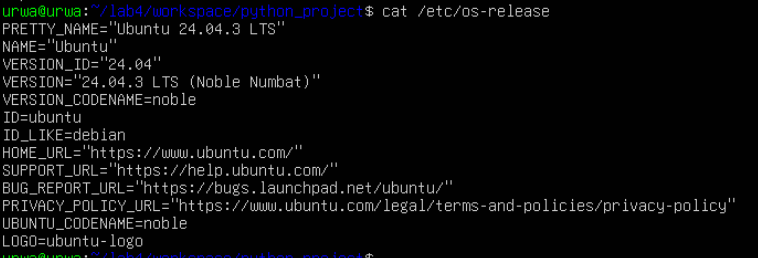 urwa@urwa:~/lab4/workspace/python_project$ cat /etc/os-release
PRETTY_NAME="Ubuntu 24.04.3 LTS"
NAME="Ubuntu"
VERSION_ID="24.04"
VERSION="24.04.3 LTS (Noble Numbat)"
VERSION_CODENAME=noble
ID=ubuntu
ID_LIKE=debian
HOME_URL="https://www.ubuntu.com/"
SUPPORT_URL="https://help.ubuntu.com/"
BUG_REPORT_URL="https://bugs.launchpad.net/ubuntu/"
PRIVACY_POLICY_URL="https://www.ubuntu.com/legal/terms-and-policies/privacy-policy"
UBUNTU_CODENAME=noble
LOGO=ubuntu-logo
urwa@urwa:~/lab4/workspace/python_project$